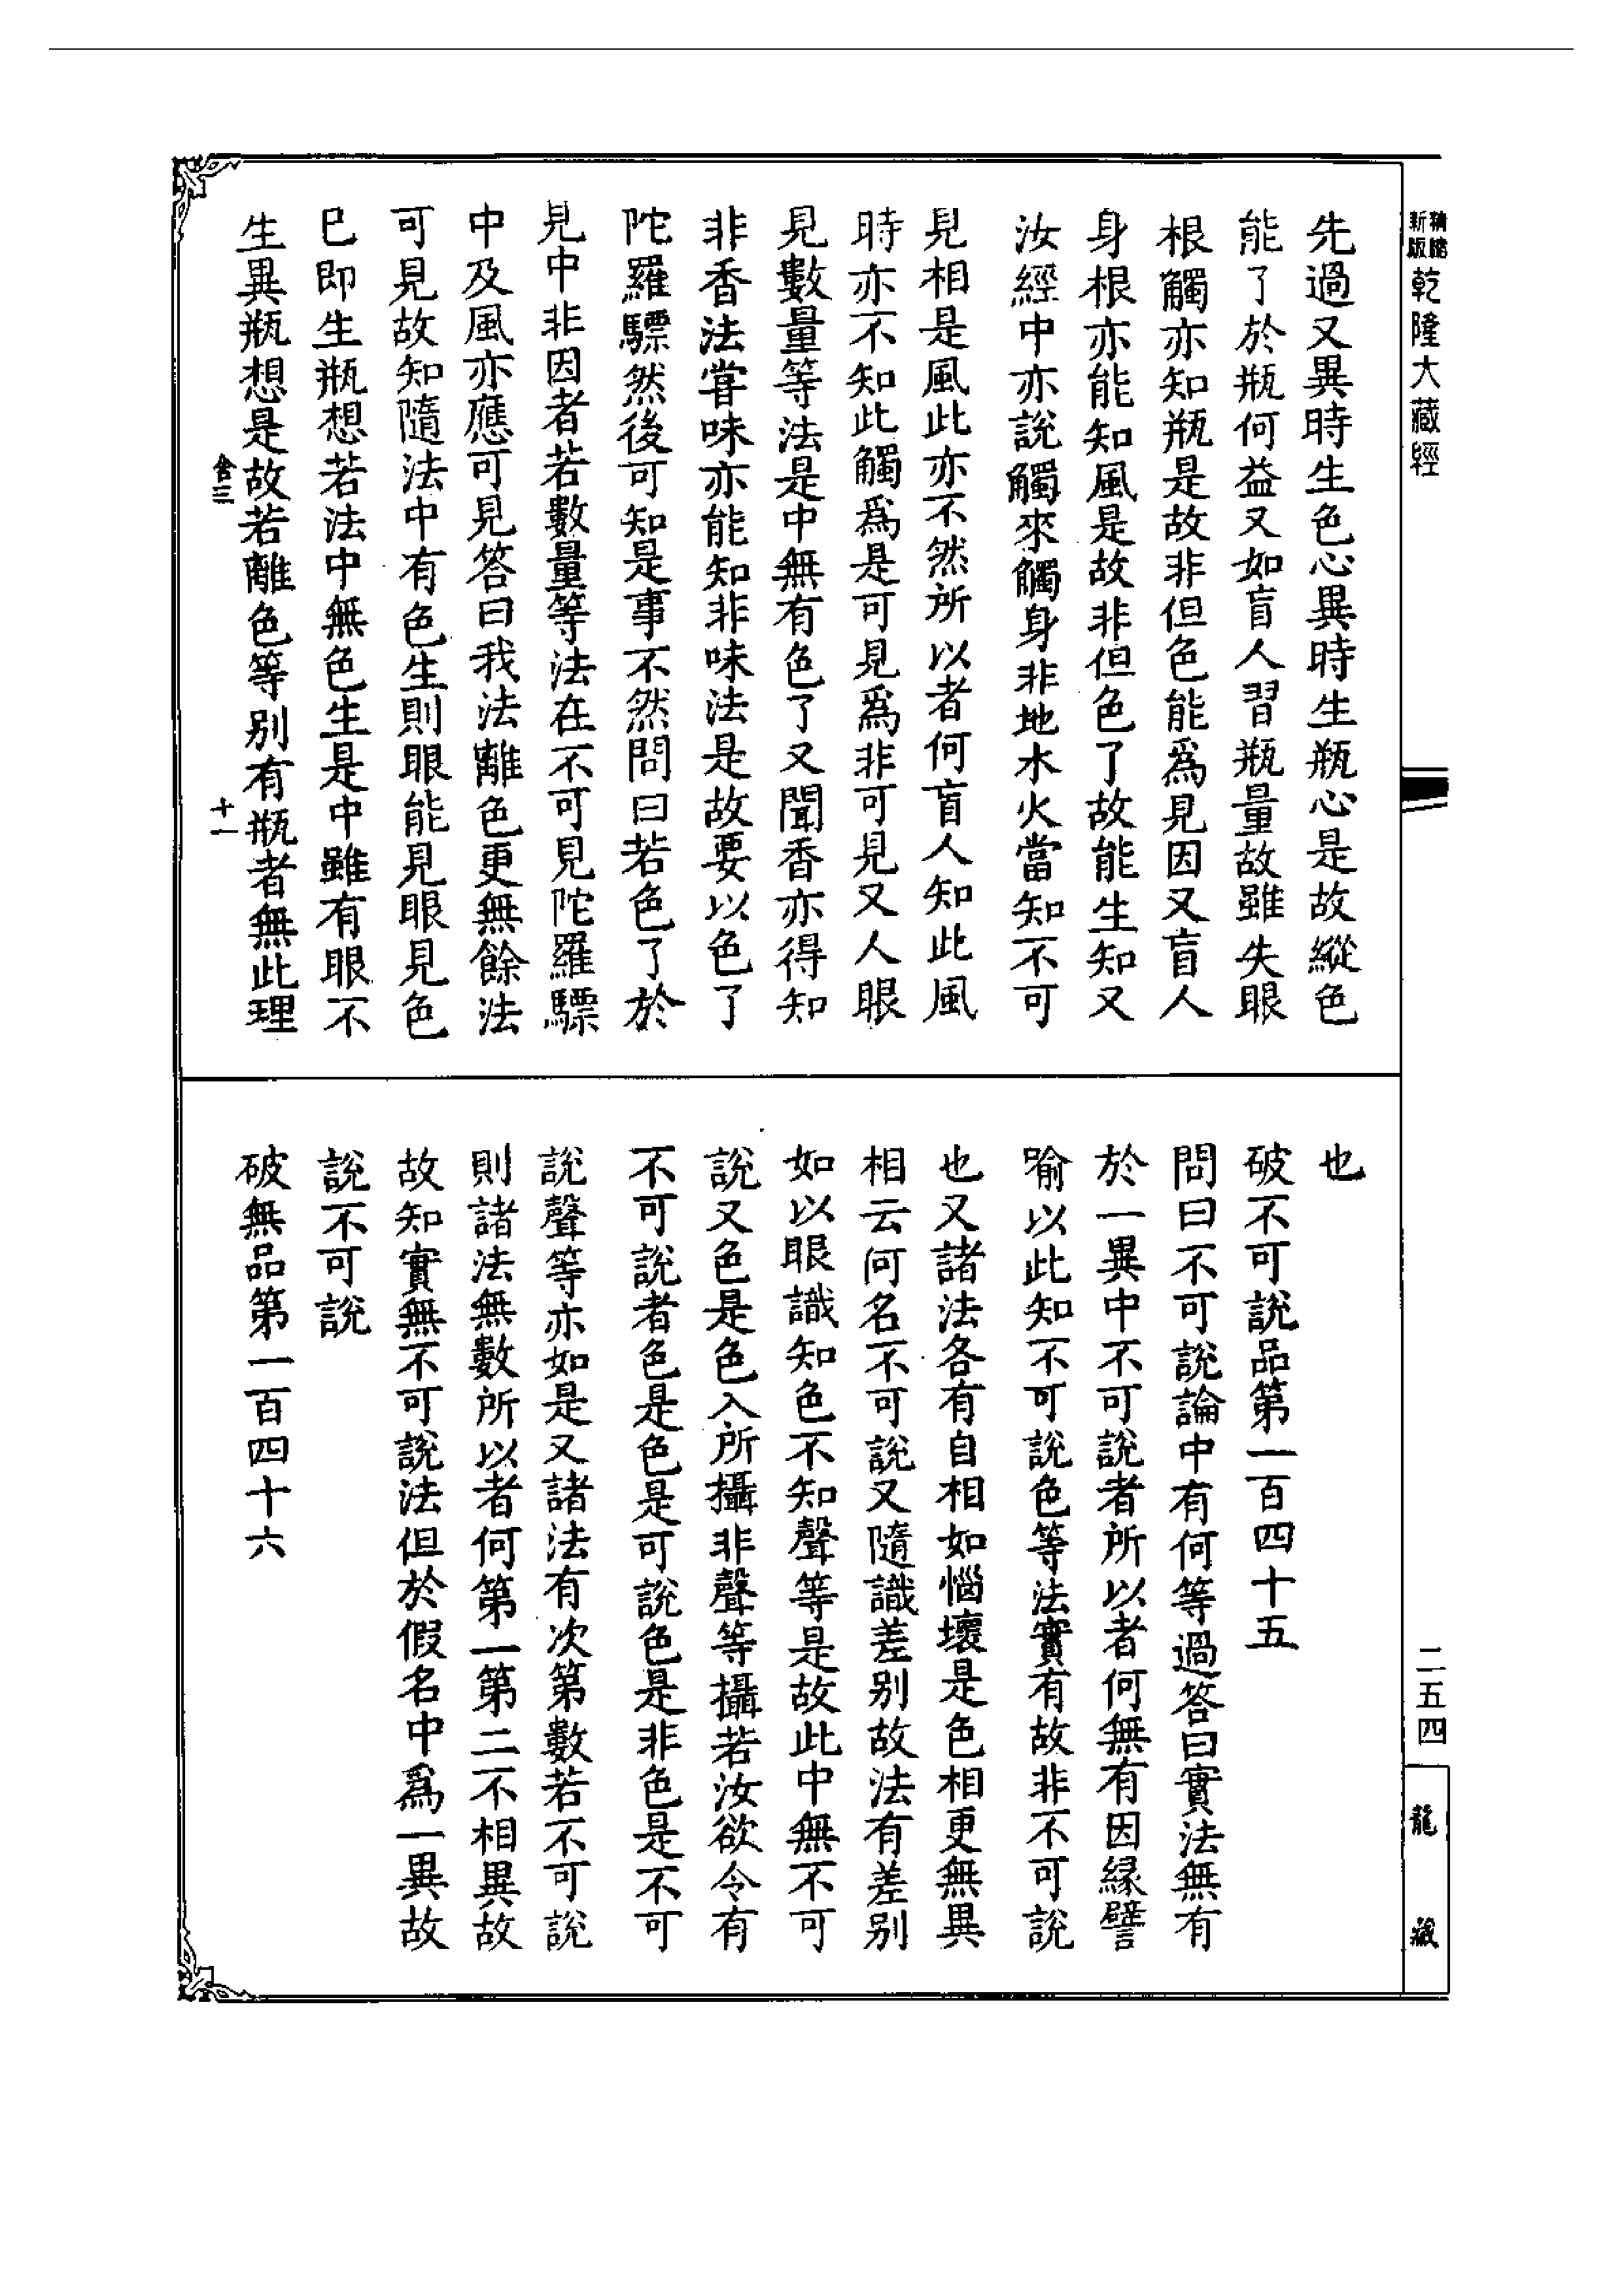 新版
精縮
乾隆大藏經
先過又異時生色心異時生瓶心是故縱色
能了於瓶何益又如盲人習瓶量故雖失眼
根觸亦知瓶是故非但色能爲見因又盲人
身根亦能知風是故非但色了故能生知又
汝經中亦說觸來觸身非地水火當知不可
見相是風此亦不然所以者何盲人知此風
時亦不知此觸爲是可見爲非可見又人眼
見數量等法是中無有色了又聞香亦得知
非香法甞味亦能知非味法是故要以色了
陀羅驃然後可知是事不然問曰若色了於
見中非因者若數量等法在不可見陀羅驃
中及風亦應可見答曰我法離色更無餘法
可見故知隨法中有色生則眼能見眼見色
已即生瓶想若法中無色生是中雖有眼不
生異瓶想是故若離色等別有瓶者無此理
舍三
十一
也
破不可說品第一百四十五
問曰不可說論中有何等過答曰實法無有
於一異中不可說者所以者何無有因緣譬
喻以此知不可說色等法實有故非不可說
也又諸法各有自相如惱壞是色相更無異
相云何名不可說又隨識差别故法有差别
如以眼識知色不知聲等是故此中無不可
說又色是色入所攝非聲等攝若汝欲令有
不可說者色是色是可說色是非色是不可
說聲等亦如是又諸法有次第數若不可說
則諸法無數所以者何第一第二不相異故
故知實無不可說法但於假名中爲一異故
說不可說
破無品第一百四十六
二五四
龍藏